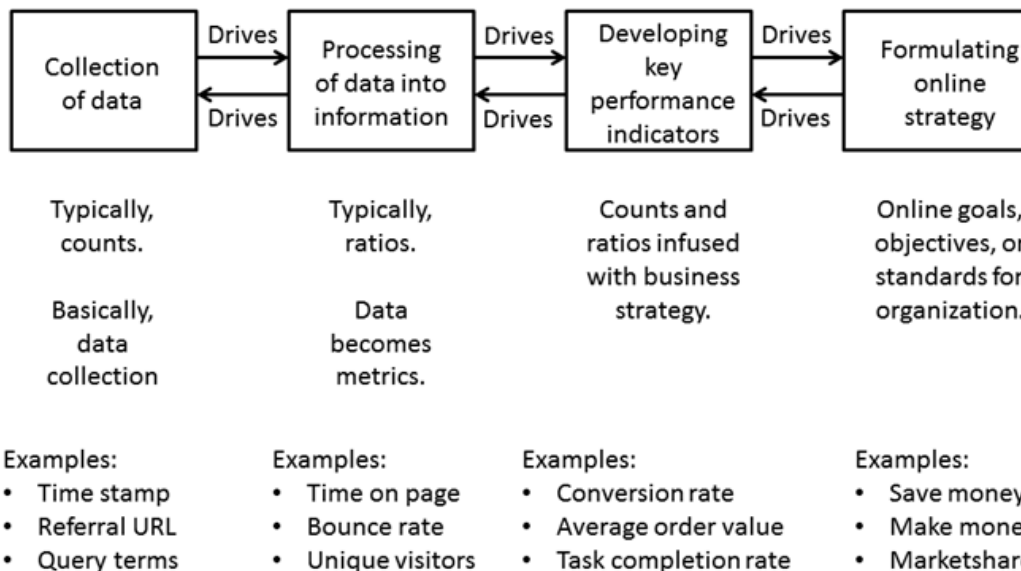 Collection
of data
Drives
Drives
Processing
of data into
information
Drives
Drives
Developing
key
performance
indicators
Drives
Drives
Formulating
online
strategy
Typically,
counts.
Basically,
data
collection
Typically,
ratios.
Data
becomes
metrics.
Counts and
ratios infused
with business
strategy.
Online goals,
objectives, or
standards for
organization.
Examples:
• Time stamp
• Referral URL
• Query terms
Examples:
• Time on page
• Bounce rate
• Unique visitors
Examples:
• Conversion rate
• Average order value
• Task completion rate
Examples:
• Save money
• Make mone
• Marketshare